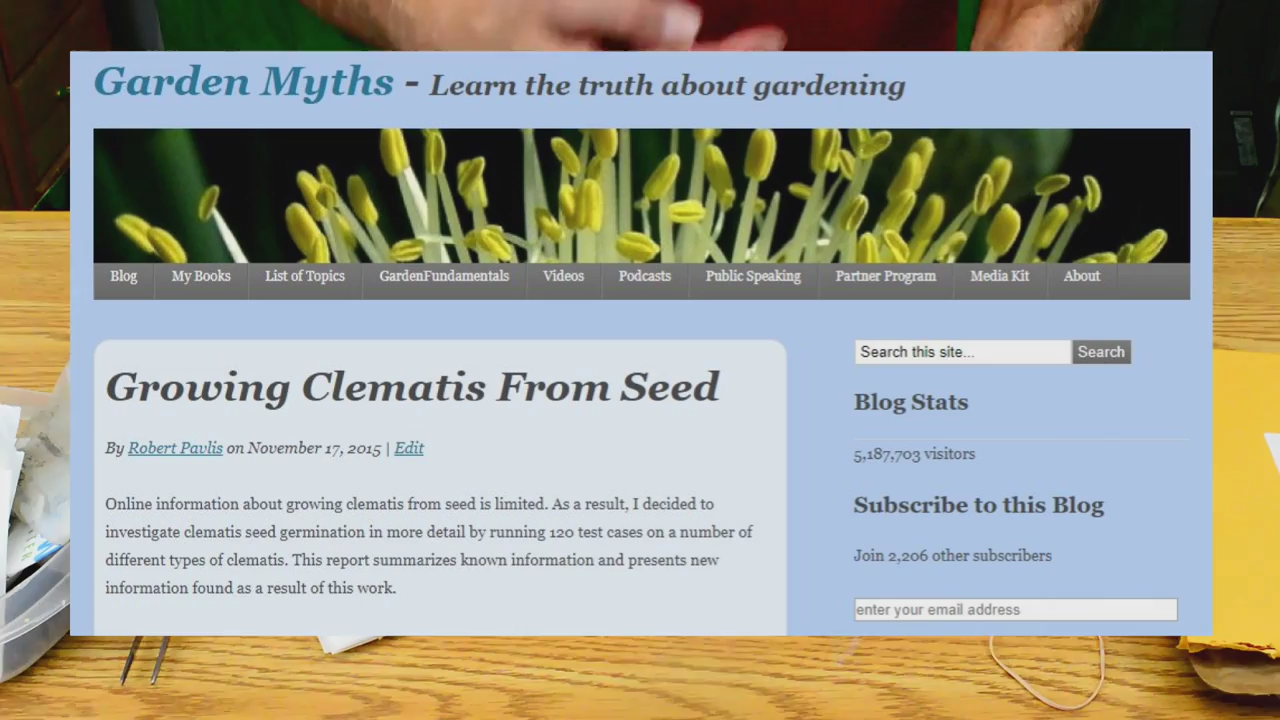 Garden Myths - Learn the truth about gardening
Blog My Books List of Topics GardenFundamentals Videos Podcasts Public Speaking Partner Program Media Kit About
Growing Clematis From Seed
By Robert Pavlis on November 17, 2015 | Edit
Online information about growing clematis from seed is limited. As a result, I decided to
investigate clematis seed germination in more detail by running 120 test cases on a number of
different types of clematis. This report summarizes known information and presents new
information found as a result of this work.
Search this site... Search
Blog Stats
5,187,703 visitors
Subscribe to this Blog
Join 2,206 other subscribers
enter your email address